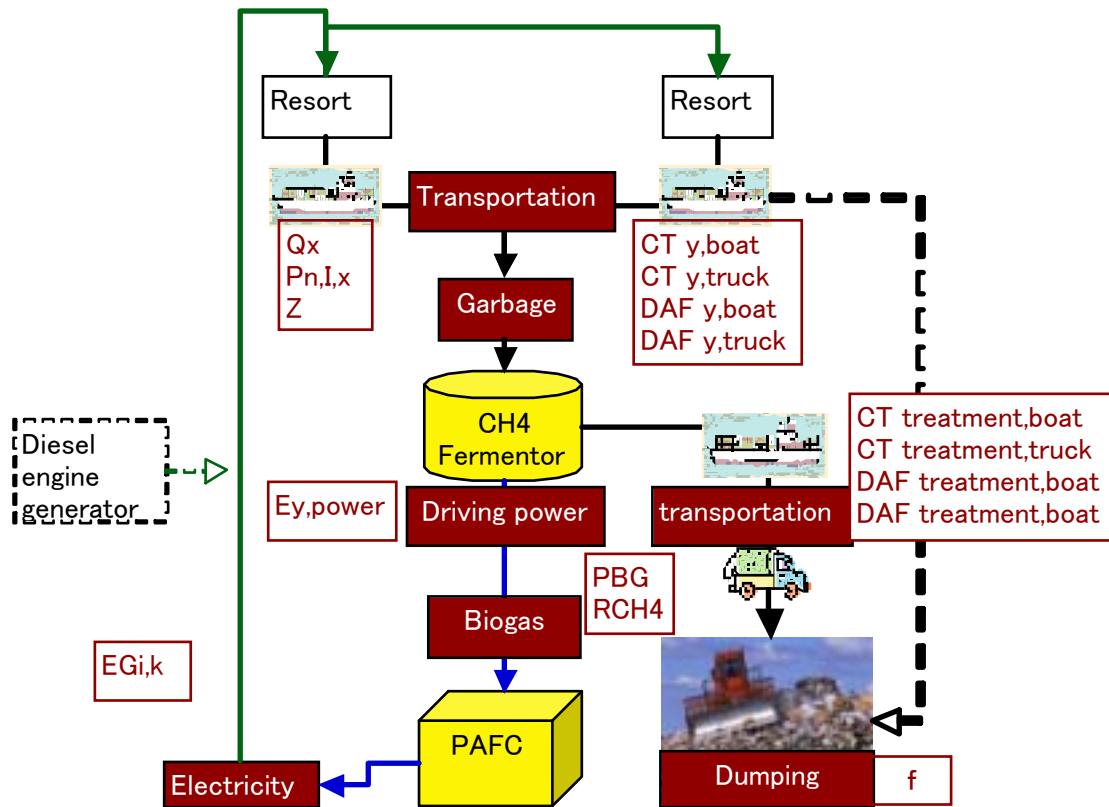 Resort
Resort
Transportation
Qx
Pn,I,x
Z
CT y,boat
CT y,truck
DAF y,boat
DAF y,truck
Garbage
CH4
Fermentor
Diesel
engine
generator
CT treatment,boat
CT treatment,truck
DAF treatment,boat
DAF treatment,boat
Ey,power
Driving power
transportation
PBG
RCH4
Biogas
EGi,k
PAFC
Electricity
Dumping
f